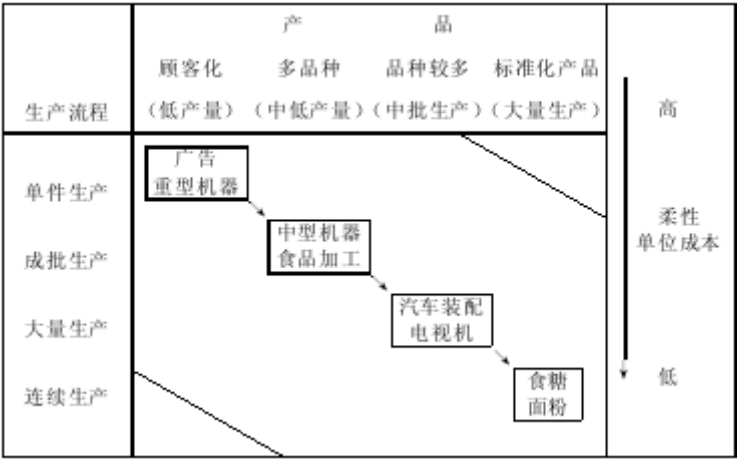 产 品
顾客化 多品种 品种较多 标准化产品
生产流程 (低产量) (中低产量) (中批生产) (大量生产) 高
广告
重型机器
单件生产
中型机器
食品加工
成批生产
柔性
单位成本
汽车装配
电视机
大量生产
食糖
面粉
连续生产
低